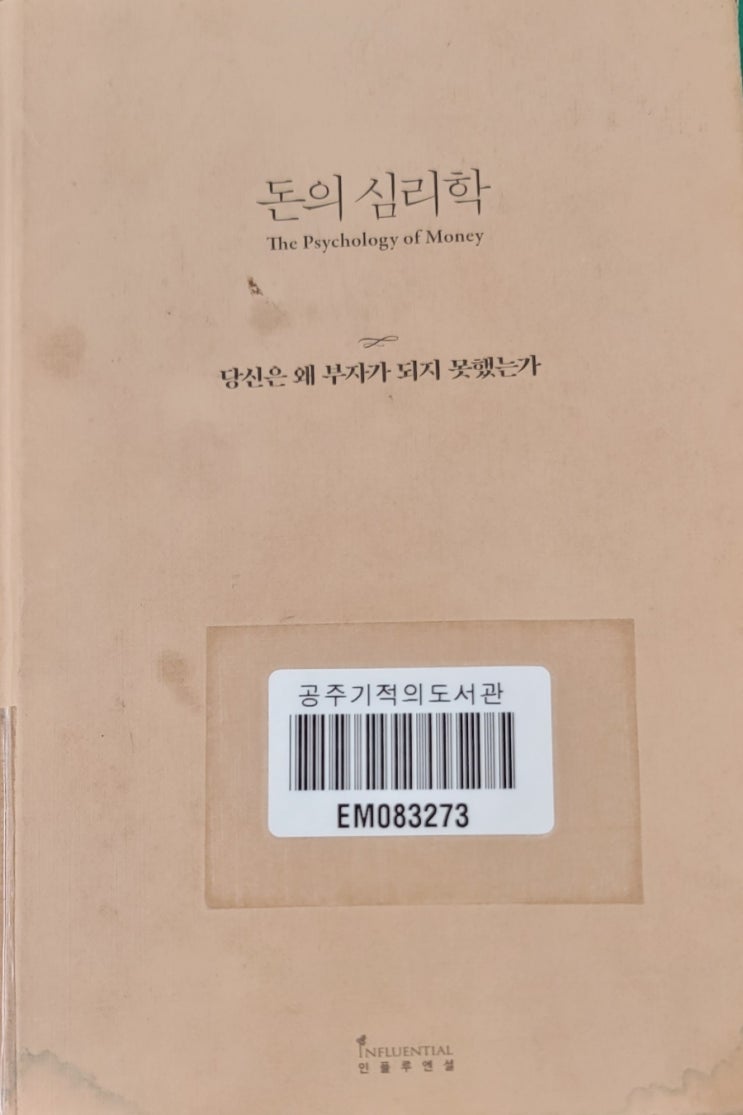 돈의 심리학
The Psychology of Money
당신은 왜 부자가 되지 못했는가
공주기적의도서관
EM083273
INFLUENTIAL
인플루엔셜